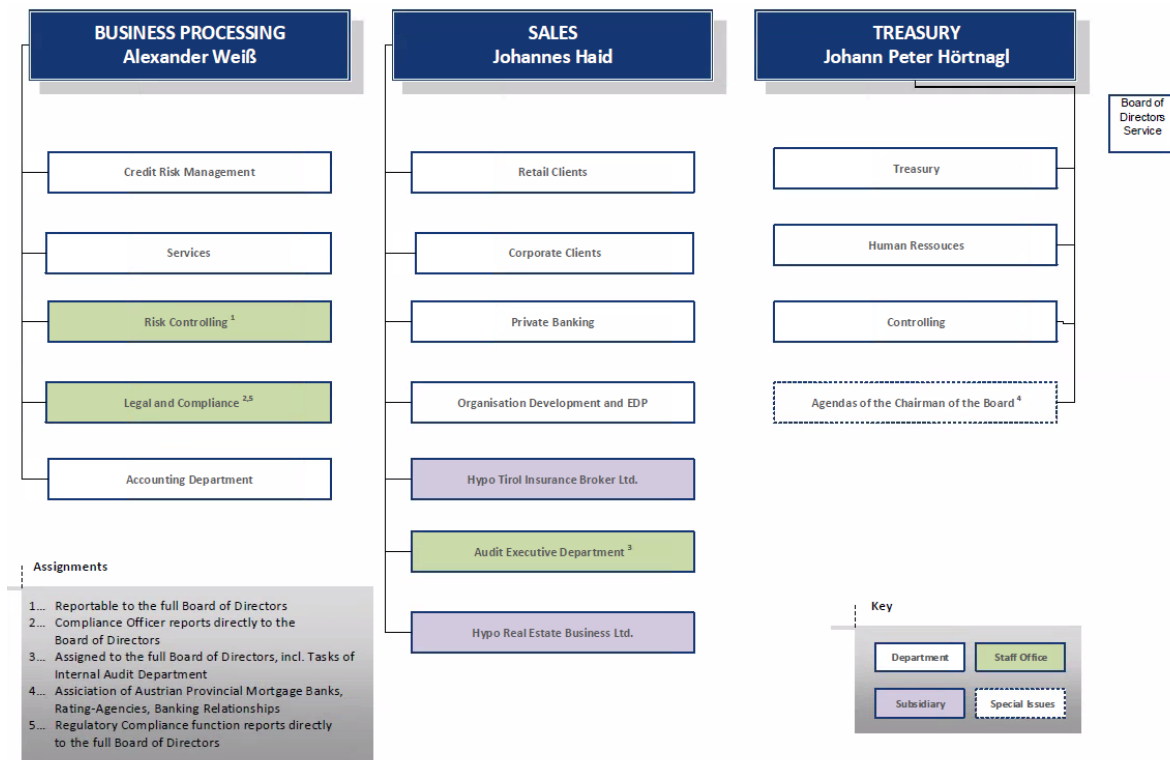 BUSINESS PROCESSING
Alexander Weiß
SALES
Johannes Haid
TREASURY
Johann Peter Hörtnagl
Board of
Directors
Service
Credit Risk Management
Services
Risk Controlling 1
Legal and Compliance 2,5
Accounting Department
Retail Clients
Corporate Clients
Private Banking
Organisation Development and EDP
Hypo Tirol Insurance Broker Ltd.
Audit Executive Department 3
Hypo Real Estate Business Ltd.
Treasury
Human Ressouces
Controlling
Agendas of the Chairman of the Board 4
Assignments
1... Reportable to the full Board of Directors
2... Compliance Officer reports directly to the
Board of Directors
3... Assigned to the full Board of Directors, incl. Tasks of
Internal Audit Department
4... Assiciation of Austrian Provincial Mortgage Banks,
Rating-Agencies, Banking Relationships
5... Regulatory Compliance function reports directly
to the full Board of Directors
Key
Department
Staff Office
Subsidiary
Special Issues